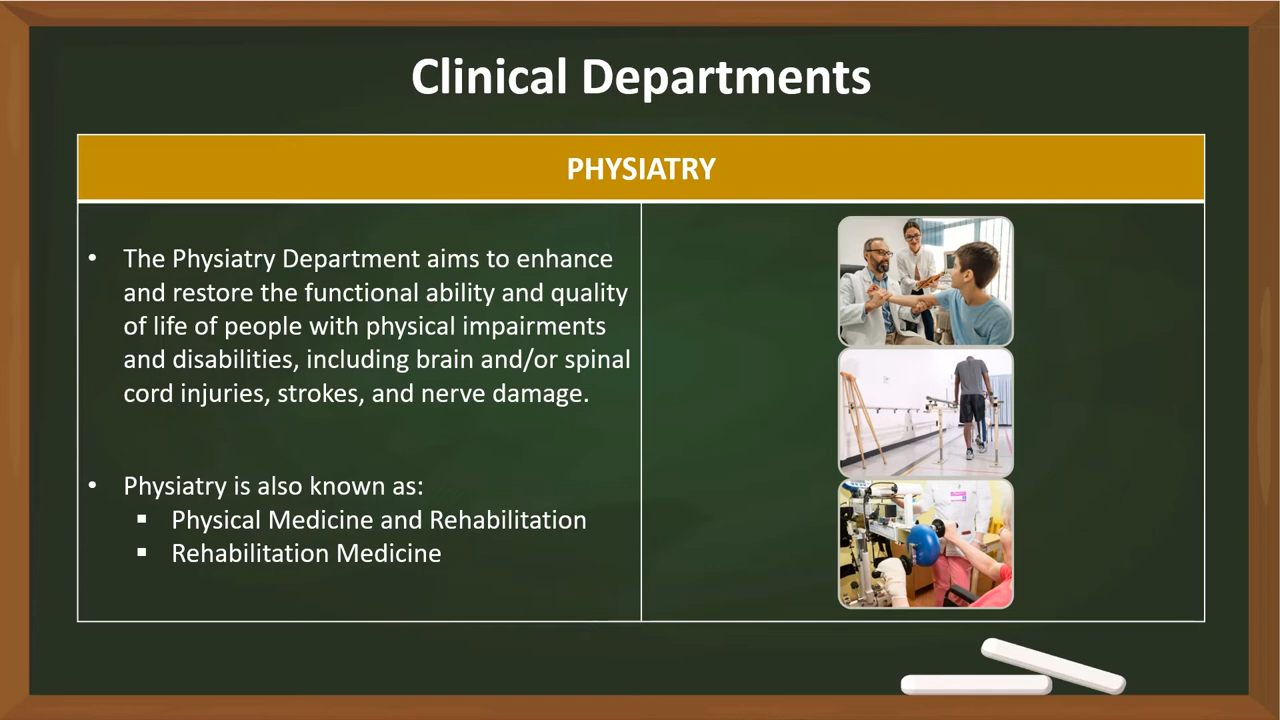 Clinical Departments
PHYSIATRY
• The Physiatry Department aims to enhance
and restore the functional ability and quality
of life of people with physical impairments
and disabilities, including brain and/or spinal
cord injuries, strokes, and nerve damage.
• Physiatry is also known as:
▪ Physical Medicine and Rehabilitation
▪ Rehabilitation Medicine